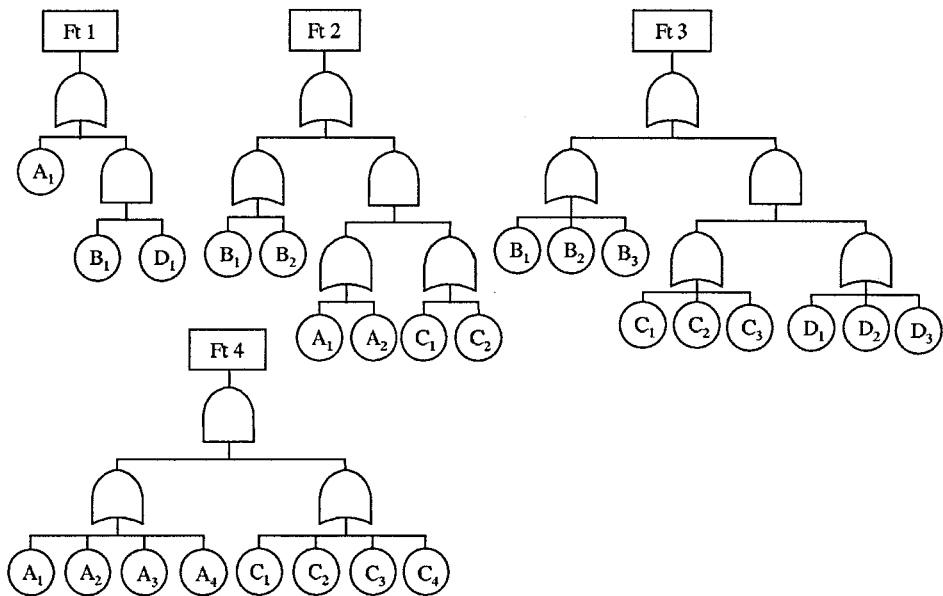 Ft 1 Ft 2 Ft 3
A₁
B₁ D₁ B₁ B₂ B₁ B₂ B₃
A₁ A₂ C₁ C₂ C₁ C₂ C₃ D₁ D₂ D₃
Ft 4
A₁ A₂ A₃ A₄ C₁ C₂ C₃ C₄